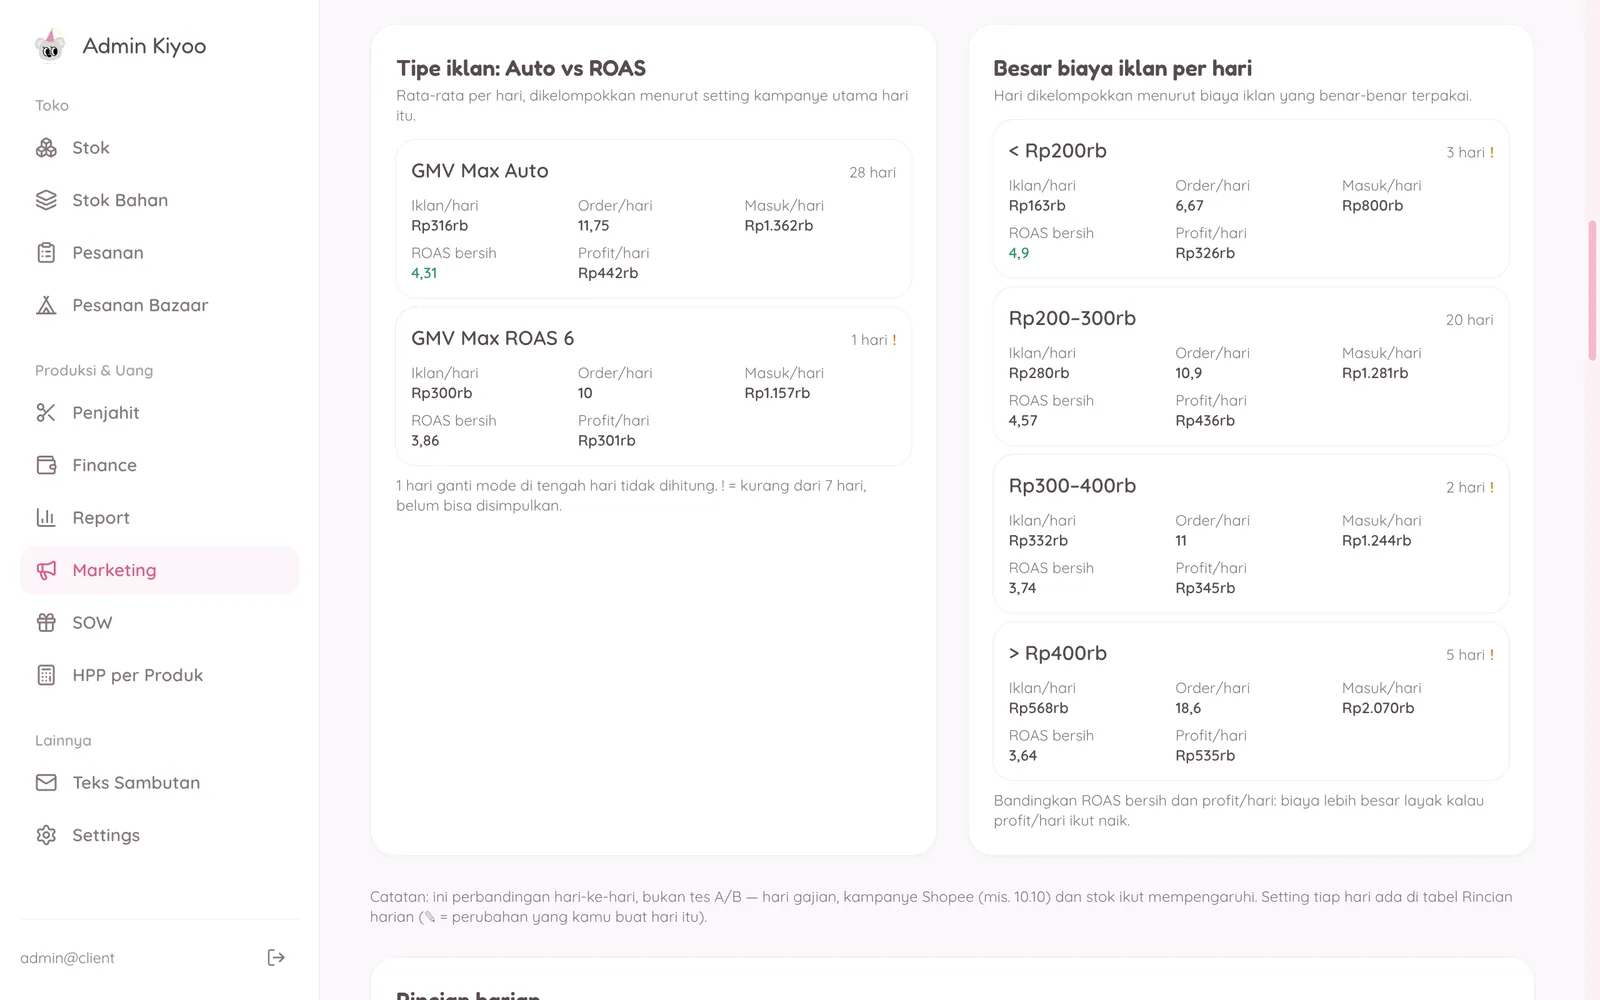 Admin Kiyoo
Toko
Stok
Stok Bahan
Pesanan
Pesanan Bazaar
Produksi & Uang
Penjahit
Finance
Report
Marketing
SOW
HPP per Produk
Lainnya
Teks Sambutan
Settings
admin@client
Tipe iklan: Auto vs ROAS
Rata-rata per hari, dikelompokkan menurut setting kampanye utama hari
itu.
GMV Max Auto 28 hari
Iklan/hari Order/hari Masuk/hari
Rp316rb 11,75 Rp1.362rb
ROAS bersih Profit/hari
4,31 Rp442rb
GMV Max ROAS 6 1 hari !
Iklan/hari Order/hari Masuk/hari
Rp300rb 10 Rp1.157rb
ROAS bersih Profit/hari
3,86 Rp301rb
1 hari ganti mode di tengah hari tidak dihitung. ! = kurang dari 7 hari,
belum bisa disimpulkan.
Besar biaya iklan per hari
Hari dikelompokkan menurut biaya iklan yang benar-benar terpakai.
< Rp200rb 3 hari !
Iklan/hari Order/hari Masuk/hari
Rp163rb 6,67 Rp800rb
ROAS bersih Profit/hari
4,9 Rp326rb
Rp200–300rb 20 hari
Iklan/hari Order/hari Masuk/hari
Rp280rb 10,9 Rp1.281rb
ROAS bersih Profit/hari
4,57 Rp436rb
Rp300–400rb 2 hari !
Iklan/hari Order/hari Masuk/hari
Rp332rb 11 Rp1.244rb
ROAS bersih Profit/hari
3,74 Rp345rb
> Rp400rb 5 hari !
Iklan/hari Order/hari Masuk/hari
Rp568rb 18,6 Rp2.070rb
ROAS bersih Profit/hari
3,64 Rp535rb
Bandingkan ROAS bersih dan profit/hari: biaya lebih besar layak kalau
profit/hari ikut naik.
Catatan: ini perbandingan hari-ke-hari, bukan tes A/B — hari gajian, kampanye Shopee (mis. 10.10) dan stok ikut mempengaruhi. Setting tiap hari ada di tabel Rincian
harian (✎ = perubahan yang kamu buat hari itu).
Rincian harian